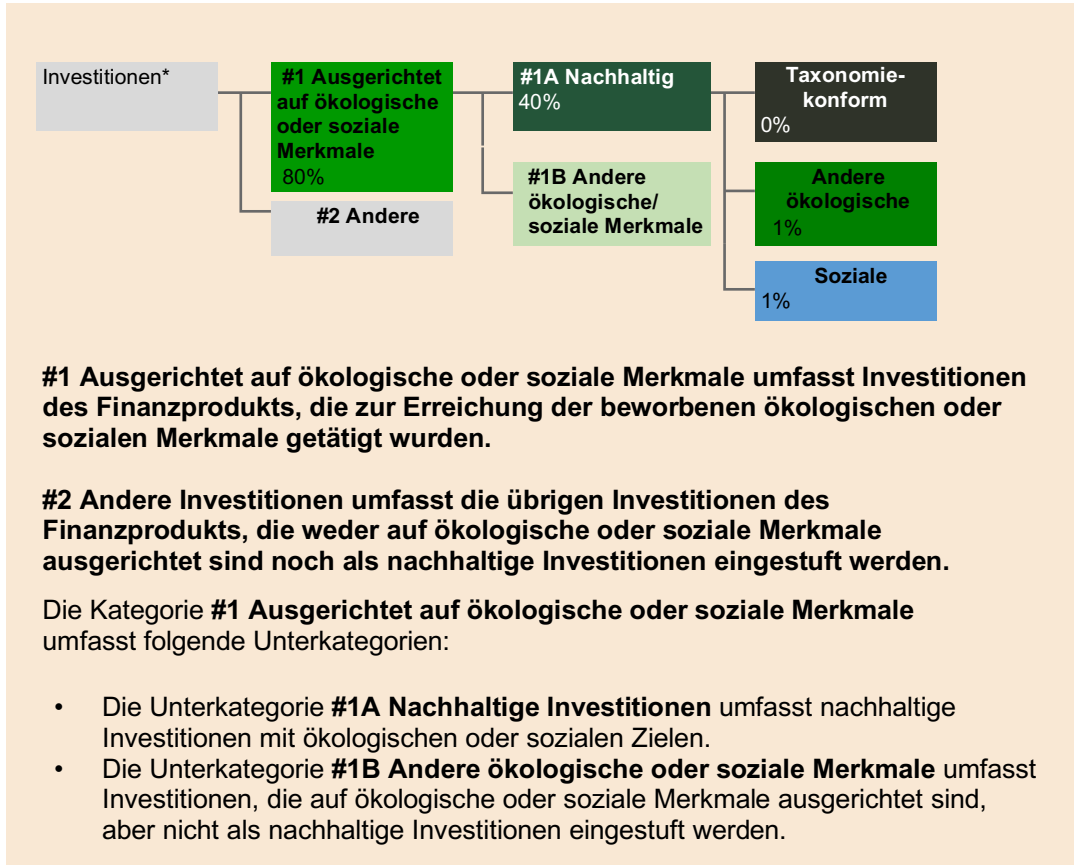 Investitionen*
#1 Ausgerichtet
auf ökologische
oder soziale
Merkmale
80%
#2 Andere
#1A Nachhaltig
40%
#1B Andere
ökologische/
soziale Merkmale
Taxonomie-
konform
0%
Andere
ökologische
1%
Soziale
1%
#1 Ausgerichtet auf ökologische oder soziale Merkmale umfasst Investitionen
des Finanzprodukts, die zur Erreichung der beworbenen ökologischen oder
sozialen Merkmale getätigt wurden.
#2 Andere Investitionen umfasst die übrigen Investitionen des
Finanzprodukts, die weder auf ökologische oder soziale Merkmale
ausgerichtet sind noch als nachhaltige Investitionen eingestuft werden.
Die Kategorie #1 Ausgerichtet auf ökologische oder soziale Merkmale
umfasst folgende Unterkategorien:
• Die Unterkategorie #1A Nachhaltige Investitionen umfasst nachhaltige
Investitionen mit ökologischen oder sozialen Zielen.
• Die Unterkategorie #1B Andere ökologische oder soziale Merkmale umfasst
Investitionen, die auf ökologische oder soziale Merkmale ausgerichtet sind,
aber nicht als nachhaltige Investitionen eingestuft werden.